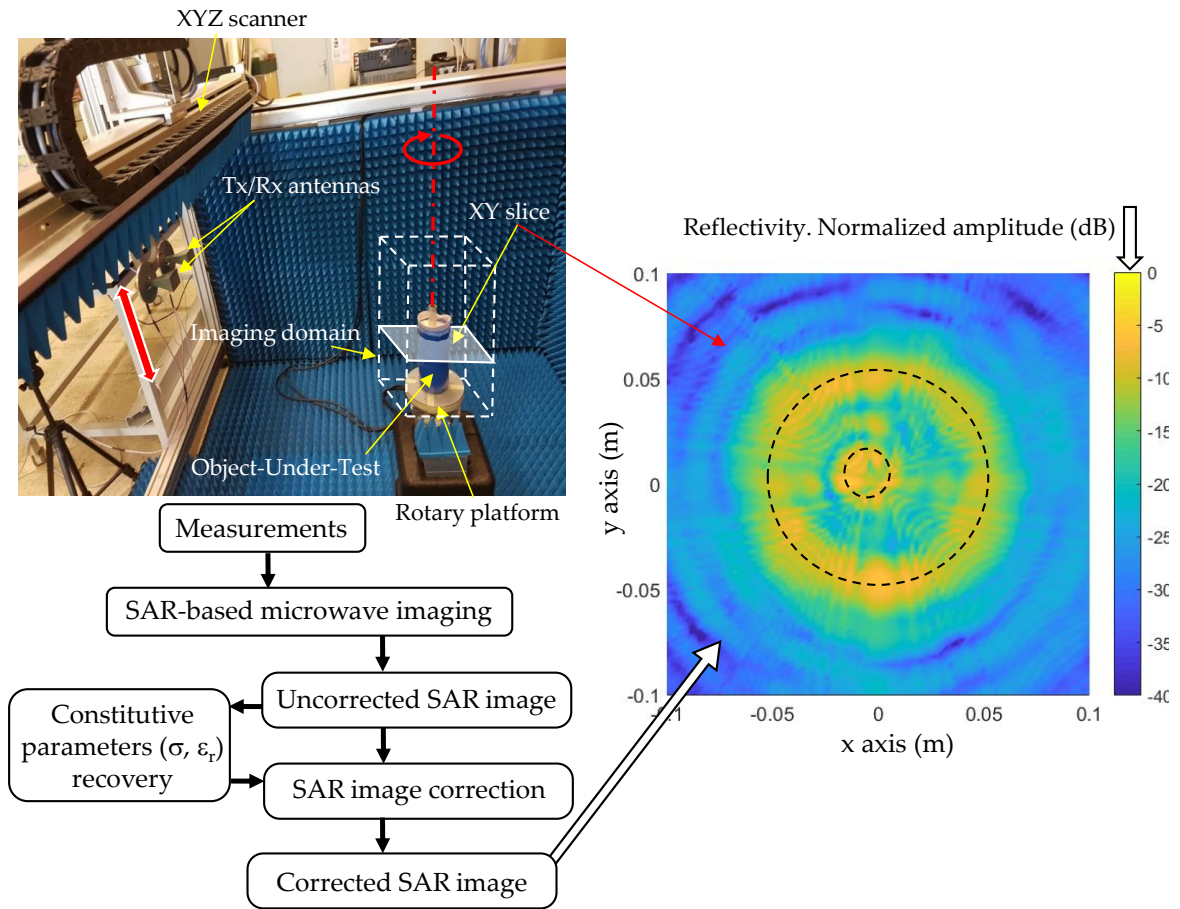 XYZ scanner
Tx/Rx antennas
XY slice
Imaging domain
Object-Under-Test
Rotary platform
Measurements
SAR-based microwave imaging
Uncorrected SAR image
Constitutive
parameters (σ, εr)
recovery
SAR image correction
Corrected SAR image
Reflectivity. Normalized amplitude (dB)
0.1
0.05
0
-0.05
-0.1
y axis (m)
-0.1
-0.05
0
0.05
0.1
x axis (m)
0
-5
-10
-15
-20
-25
-30
-35
-40